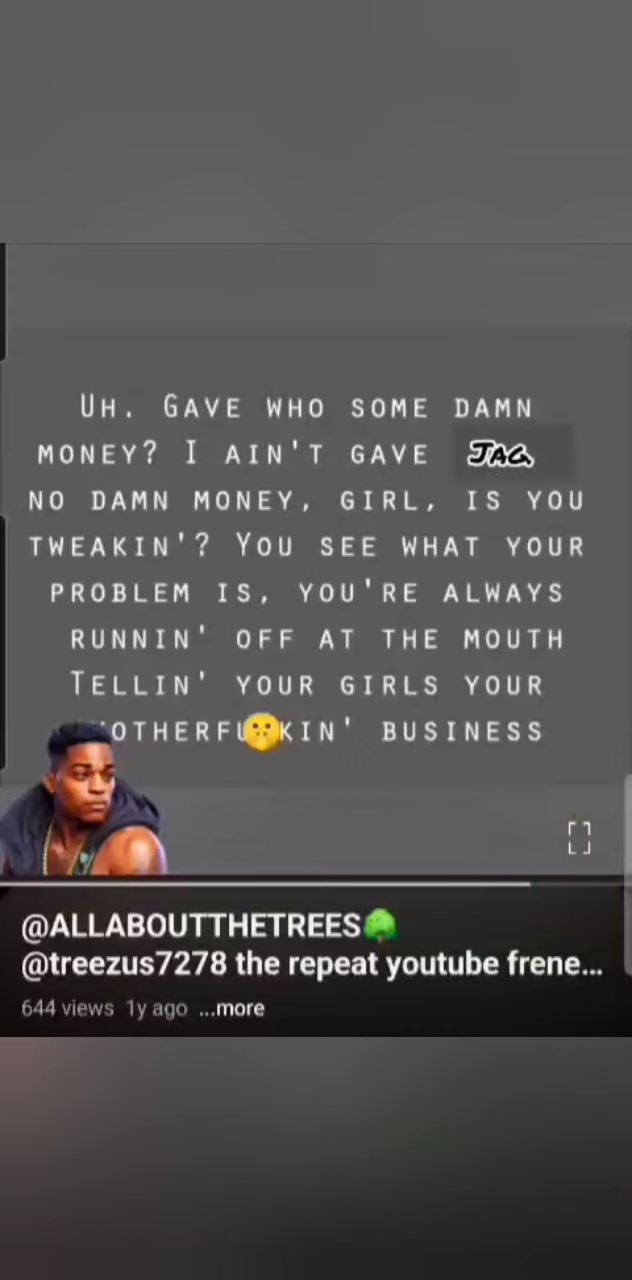 Uh. Gave who some damn
money? I ain't gave JAG
no damn money, girl, is you
tweakin'? You see what your
problem is, you're always
runnin' off at the mouth
Tellin' your girls your
otherfu🤫kin' business
@ALLABOUTTHETREES🌳
@treezus7278 the repeat youtube frene...
644 views 1y ago ...more